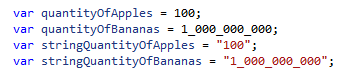 var quantityOfApples = 100;
var quantityOfBananas = 1_000_000_000;
var stringQuantityOfApples = "100";
var stringQuantityOfBananas = "1_000_000_000";